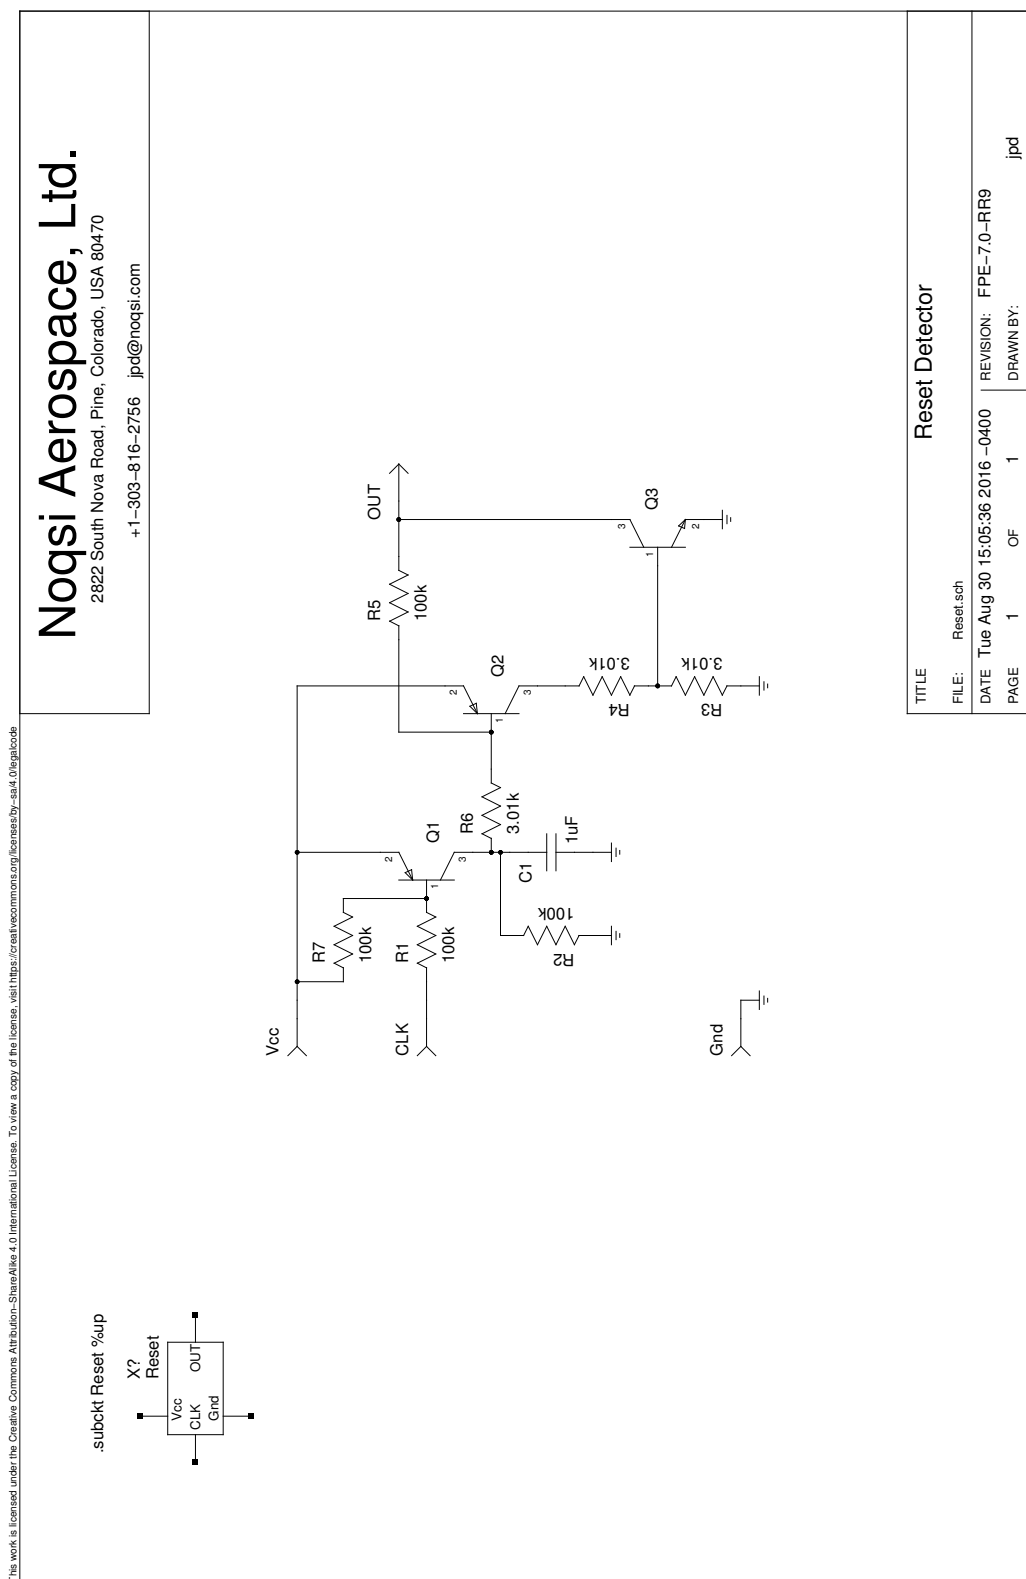 Noqsi Aerospace, Ltd.
2822 South Nova Road, Pine, Colorado, USA 80470
+1−303−816−2756 jpd@noqsi.com
This work is licensed under the Creative Commons Attribution−ShareAlike 4.0 International License. To view a copy of the license, visit https://creativecommons.org/licenses/by−sa/4.0/legalcode
.subckt Reset %up
X?
Reset
Vcc
CLK
Gnd
OUT
Vcc
CLK
Gnd
R7
100k
R1
100k
Q1
2
1
3
R2
100k
C1
1uF
R6
3.01k
Q2
2
1
3
R5
100k
OUT
R4
3.01k
R3
3.01k
Q3
3
1
2
TITLE
Reset Detector
FILE: Reset.sch
DATE Tue Aug 30 15:05:36 2016 −0400
REVISION: FPE−7.0−RR9
PAGE 1 OF 1
DRAWN BY: jpd